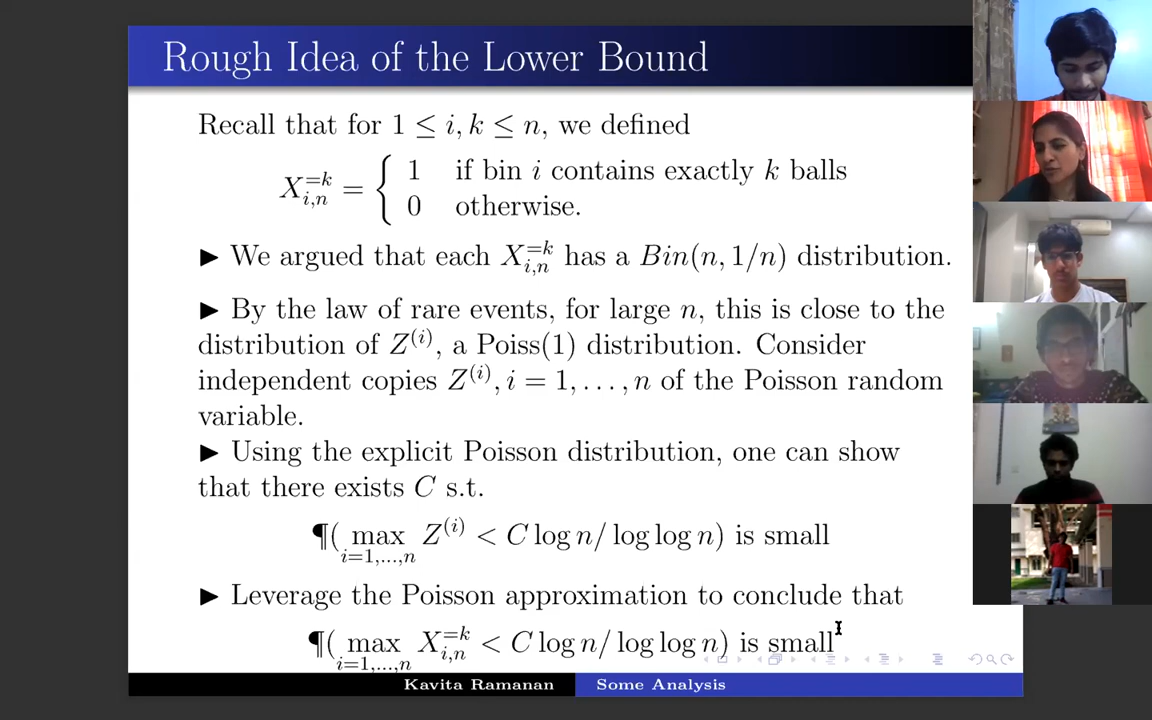 Rough Idea of the Lower Bound
Recall that for 1 ≤ i, k ≤ n, we defined
X_{i,n}^{=k} = { 1 if bin i contains exactly k balls
0 otherwise.
▶ We argued that each X_{i,n}^{=k} has a Bin(n, 1/n) distribution.
▶ By the law of rare events, for large n, this is close to the
distribution of Z^{(i)}, a Poiss(1) distribution. Consider
independent copies Z^{(i)}, i = 1, . . . , n of the Poisson random
variable.
▶ Using the explicit Poisson distribution, one can show
that there exists C s.t.
¶( max_{i=1,...,n} Z^{(i)} < C log n/ log log n) is small
▶ Leverage the Poisson approximation to conclude that
¶( max_{i=1,...,n} X_{i,n}^{=k} < C log n/ log log n) is small
Kavita Ramanan Some Analysis